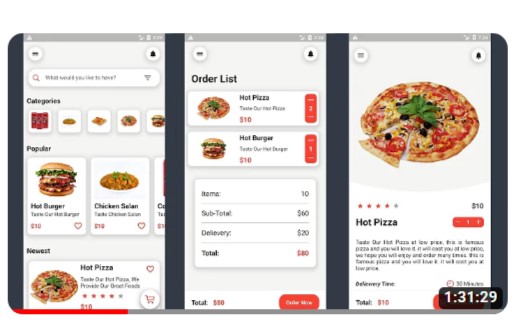 What would you like to have?
Categories
Popular
Hot Burger
Taste Our Hot Burger
$10
Chicken Salan
Taste Chicken Salan
$10
Co
Ta
$
Newest
Hot Pizza
Taste Our Hot Pizza, We
Provide Our Great Foods
$10
Order List
Hot Pizza
Taste Our Hot Pizza
$10
2
Hot Burger
Taste Our Hot Burger
$10
1
Items: 10
Sub-Total: $60
Delievery: $20
Total: $80
Total: $80
Order Now
$10
Hot Pizza
1
Taste Our Hot Pizza at low price, this is famous
pizza and you will love it. it will cost you at low price,
we hope you will enjoy and order many times. this is
famous pizza and you will love it. it will cost you at
low price.
Delievery Time: 30 Minutes
Total: $10
1:31:29